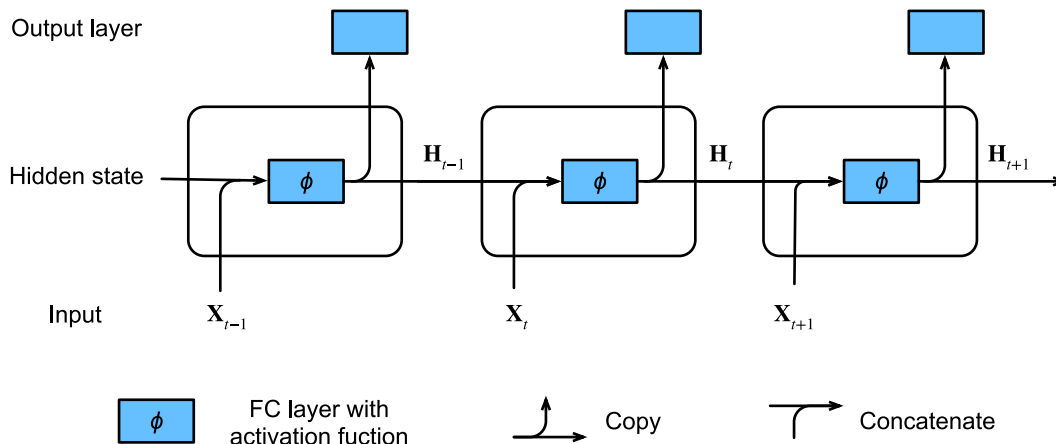 Output layer
Hidden state
ϕ
H_{t-1}
ϕ
H_t
ϕ
H_{t+1}
Input
X_{t-1}
X_t
X_{t+1}
ϕ
FC layer with
activation fuction
Copy
Concatenate